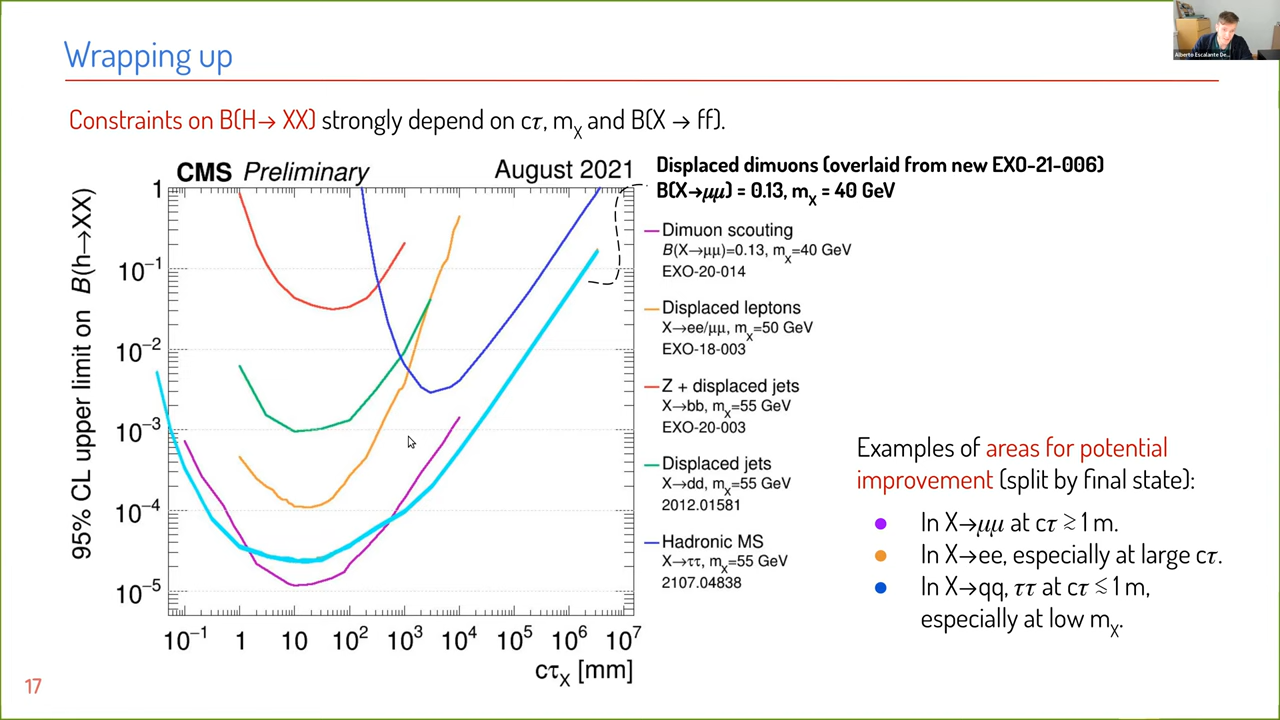 Alberto Escalante De...
Wrapping up
Constraints on B(H→ XX) strongly depend on cτ, m_X and B(X → ff).
CMS Preliminary August 2021
Displaced dimuons (overlaid from new EXO-21-006)
B(X→μμ) = 0.13, m_X = 40 GeV
95% CL upper limit on B(h→XX)
1
10⁻¹
10⁻²
10⁻³
10⁻⁴
10⁻⁵
10⁻¹ 1 10 10² 10³ 10⁴ 10⁵ 10⁶ 10⁷
cτ_X [mm]
Dimuon scouting
B(X→μμ)=0.13, m_X=40 GeV
EXO-20-014
Displaced leptons
X→ee/μμ, m_X=50 GeV
EXO-18-003
Z + displaced jets
X→bb, m_X=55 GeV
EXO-20-003
Displaced jets
X→dd, m_X=55 GeV
2012.01581
Hadronic MS
X→ττ, m_X=55 GeV
2107.04838
Examples of areas for potential
improvement (split by final state):
● In X→μμ at cτ ≳ 1 m.
● In X→ee, especially at large cτ.
● In X→qq, ττ at cτ ≲ 1 m,
especially at low m_X.
17